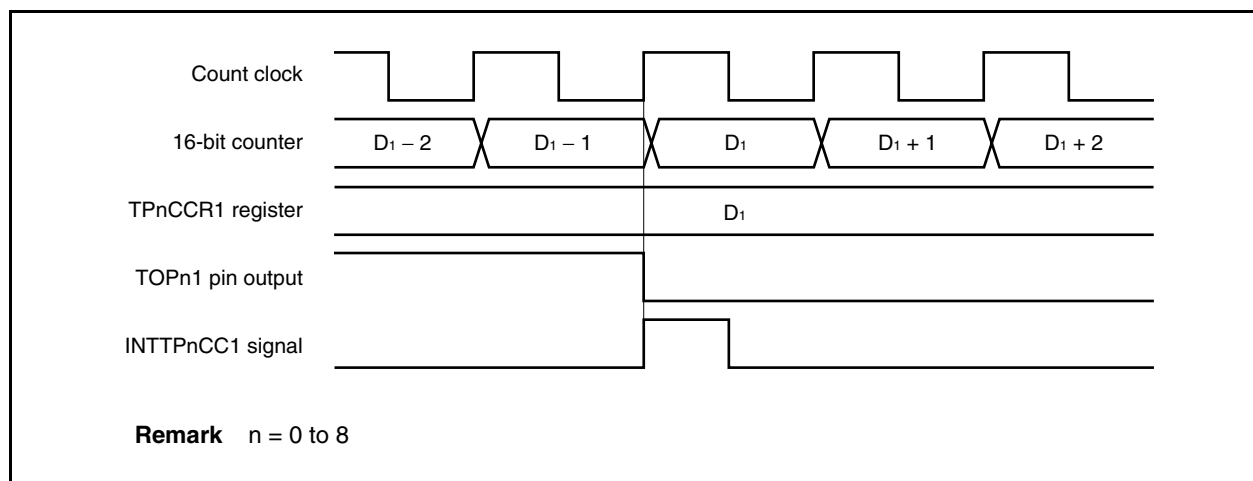 Count clock
16-bit counter
D₁ − 2 D₁ − 1 D₁ D₁ + 1 D₁ + 2
TPnCCR1 register
D₁
TOPn1 pin output
INTTPnCC1 signal
Remark n = 0 to 8